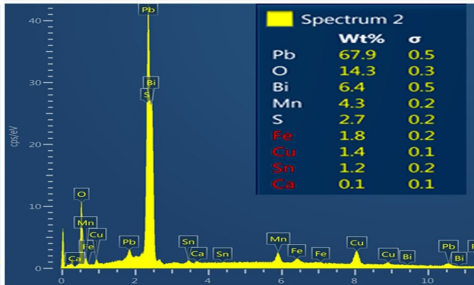 Spectrum 2
Wt% σ
Pb 67.9 0.5
O 14.3 0.3
Bi 6.4 0.5
Mn 4.3 0.2
S 2.7 0.2
Fe 1.8 0.2
Cu 1.4 0.1
Sn 1.2 0.2
Ca 0.1 0.1
cps/eV
40
30
20
10
0
Pb
Bi
S
O
Mn
Cu
Fe
Ca
Pb
Sn
Ca
Sn
Mn
Fe
Fe
Cu
Cu
Bi
Pb
Bi
0 2 4 6 8 10